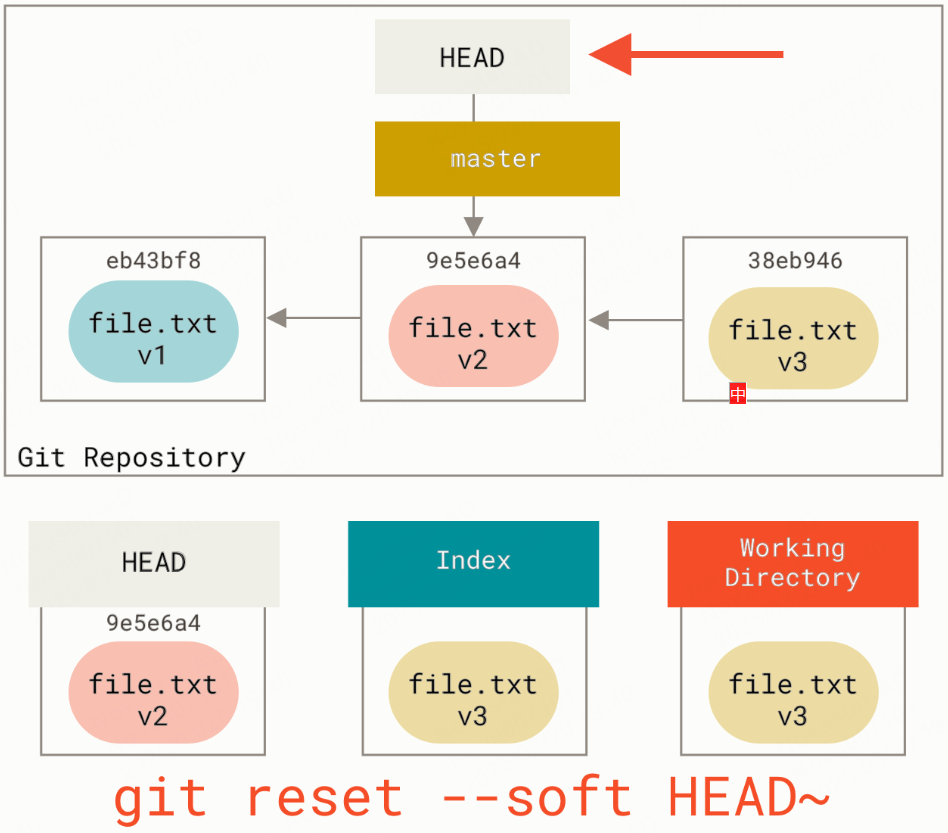 HEAD
master
eb43bf8
9e5e6a4
38eb946
file.txt
v1
file.txt
v2
file.txt
v3
中
Git Repository
HEAD
Index
Working
Directory
9e5e6a4
file.txt
v2
file.txt
v3
file.txt
v3
git reset --soft HEAD~